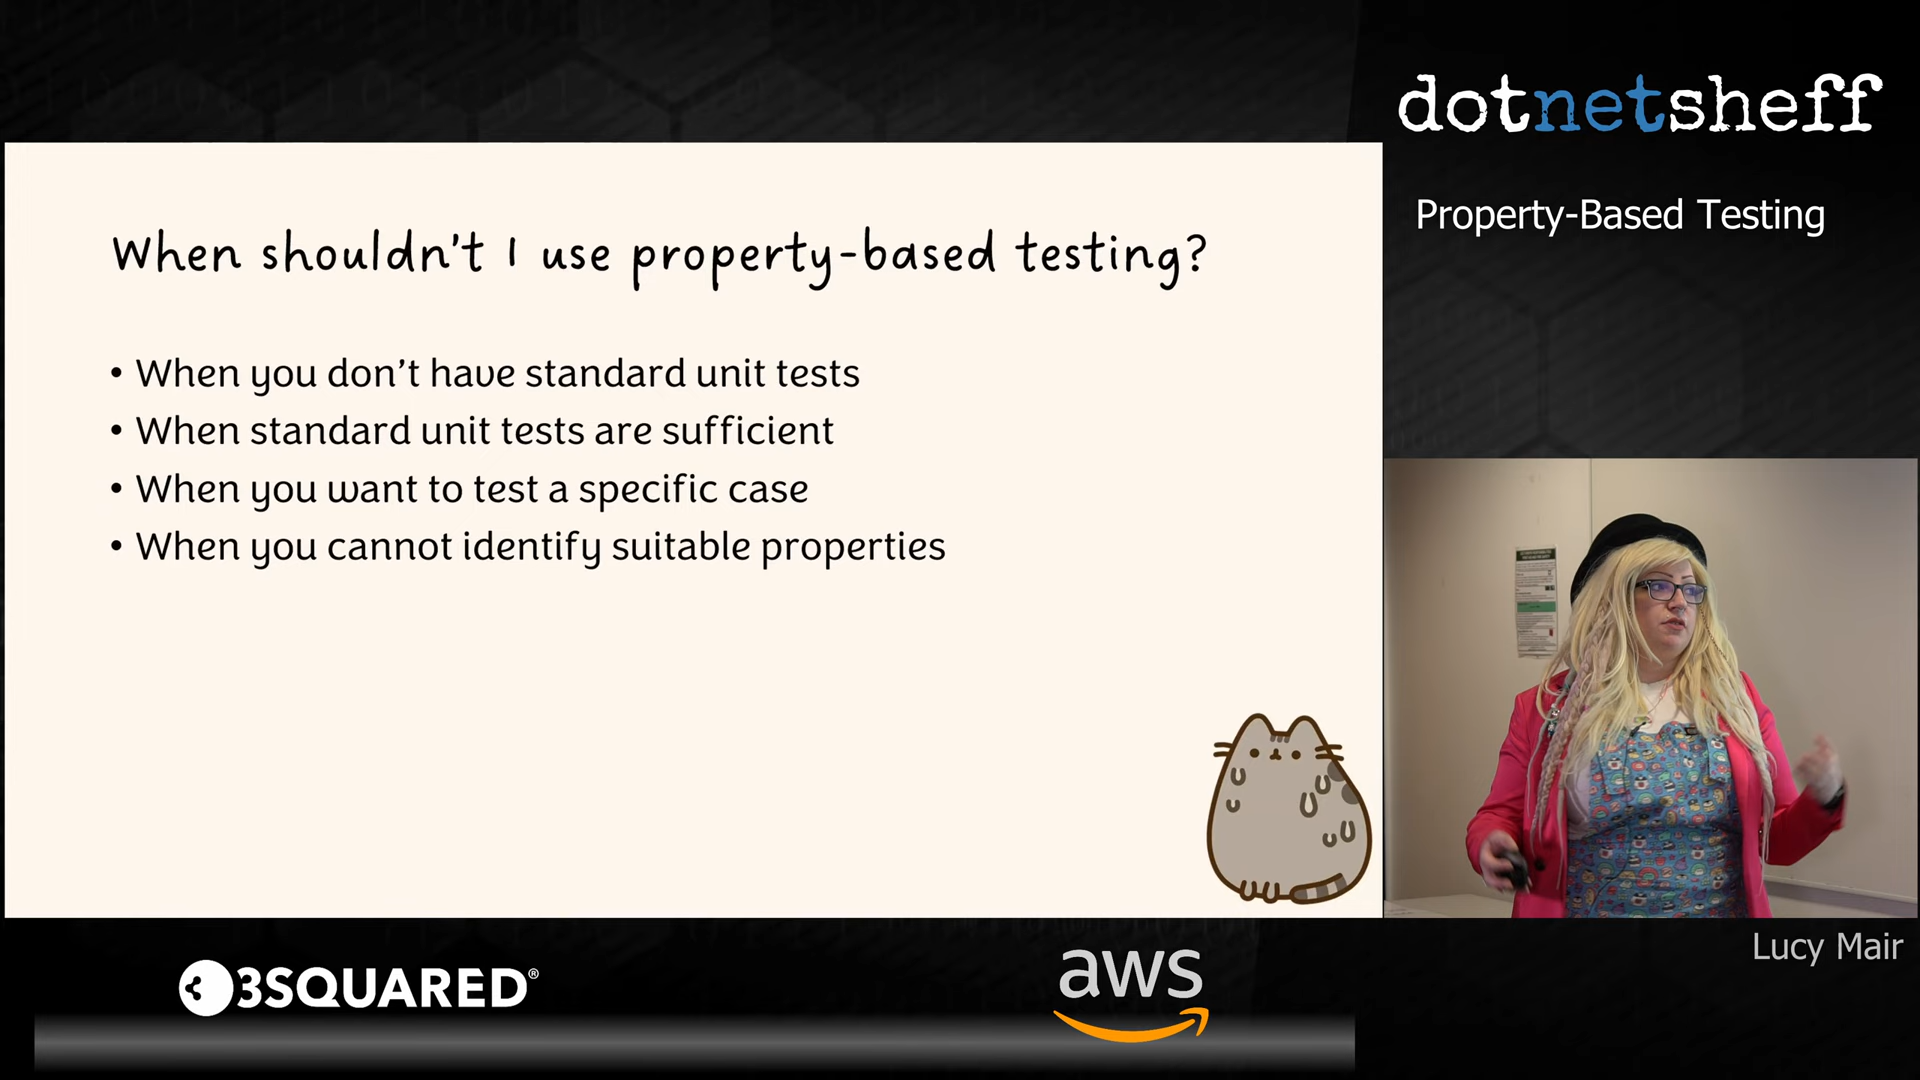 dotnetsheff
Property-Based Testing
When shouldn't I use property-based testing?
• When you don't have standard unit tests
• When standard unit tests are sufficient
• When you want to test a specific case
• When you cannot identify suitable properties
Lucy Mair
3SQUARED®
aws